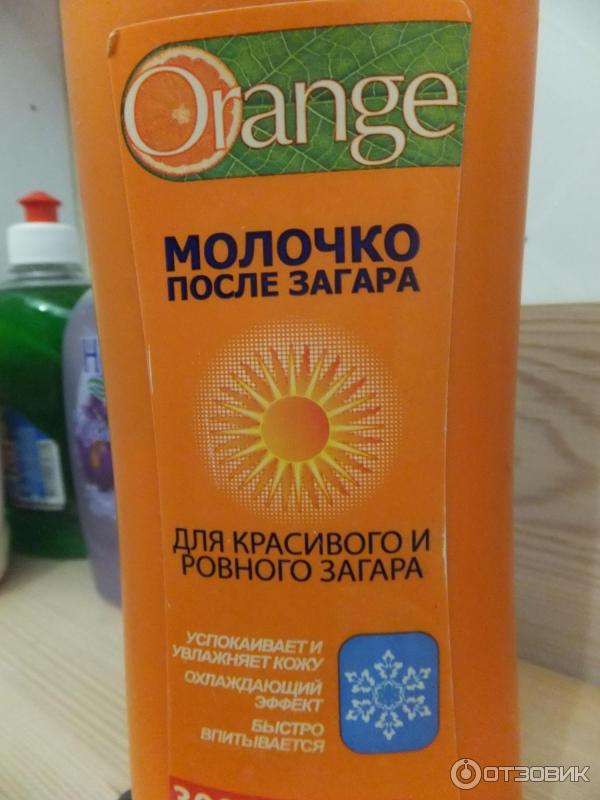 Orange
МОЛОЧКО
ПОСЛЕ ЗАГАРА
ДЛЯ КРАСИВОГО И
РОВНОГО ЗАГАРА
УСПОКАИВАЕТ И
УВЛАЖНЯЕТ КОЖУ
ОХЛАЖДАЮЩИЙ
ЭФФЕКТ
БЫСТРО
ВПИТЫВАЕТСЯ
ОТЗОВИК